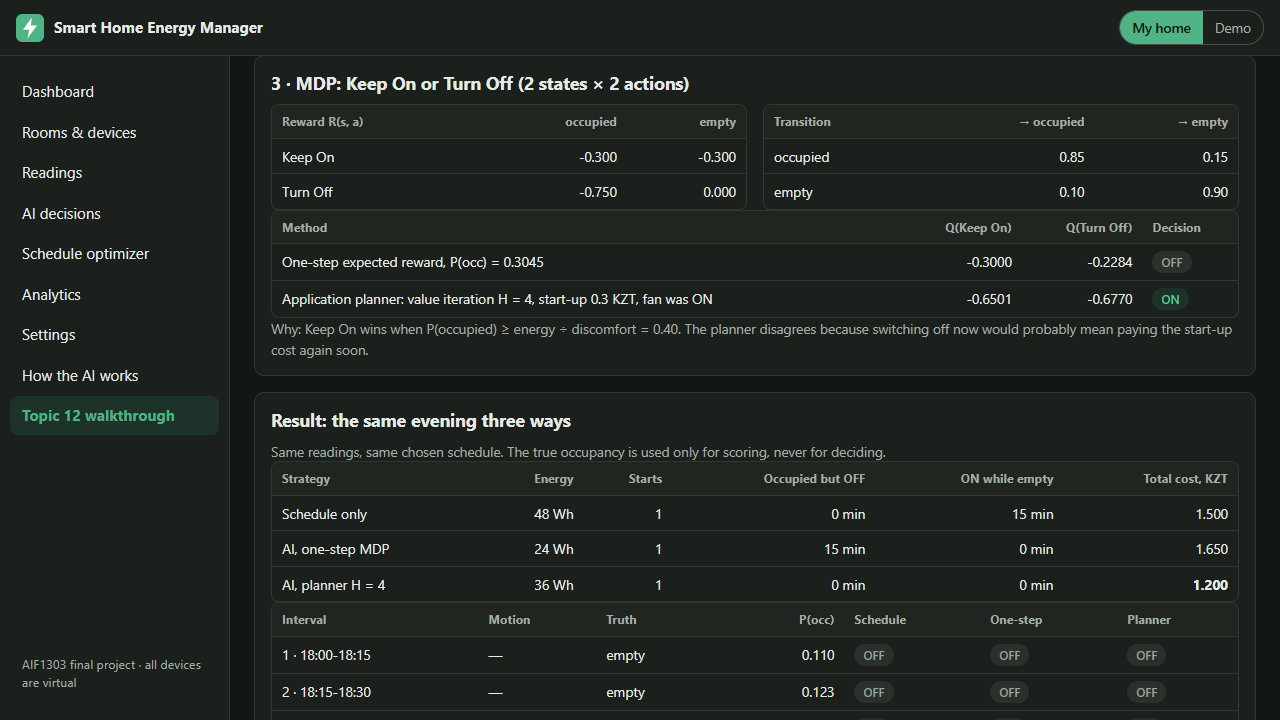 Smart Home Energy Manager
My home Demo
Dashboard
Rooms & devices
Readings
AI decisions
Schedule optimizer
Analytics
Settings
How the AI works
Topic 12 walkthrough
AIF1303 final project · all devices
are virtual
3 · MDP: Keep On or Turn Off (2 states × 2 actions)
Reward R(s, a) occupied empty
Keep On -0.300 -0.300
Turn Off -0.750 0.000
Transition → occupied → empty
occupied 0.85 0.15
empty 0.10 0.90
Method Q(Keep On) Q(Turn Off) Decision
One-step expected reward, P(occ) = 0.3045 -0.3000 -0.2284 OFF
Application planner: value iteration H = 4, start-up 0.3 KZT, fan was ON -0.6501 -0.6770 ON
Why: Keep On wins when P(occupied) ≥ energy ÷ discomfort = 0.40. The planner disagrees because switching off now would probably mean paying the start-up
cost again soon.
Result: the same evening three ways
Same readings, same chosen schedule. The true occupancy is used only for scoring, never for deciding.
Strategy Energy Starts Occupied but OFF ON while empty Total cost, KZT
Schedule only 48 Wh 1 0 min 15 min 1.500
AI, one-step MDP 24 Wh 1 15 min 0 min 1.650
AI, planner H = 4 36 Wh 1 0 min 0 min 1.200
Interval Motion Truth P(occ) Schedule One-step Planner
1 · 18:00-18:15 — empty 0.110 OFF OFF OFF
2 · 18:15-18:30 — empty 0.123 OFF OFF OFF